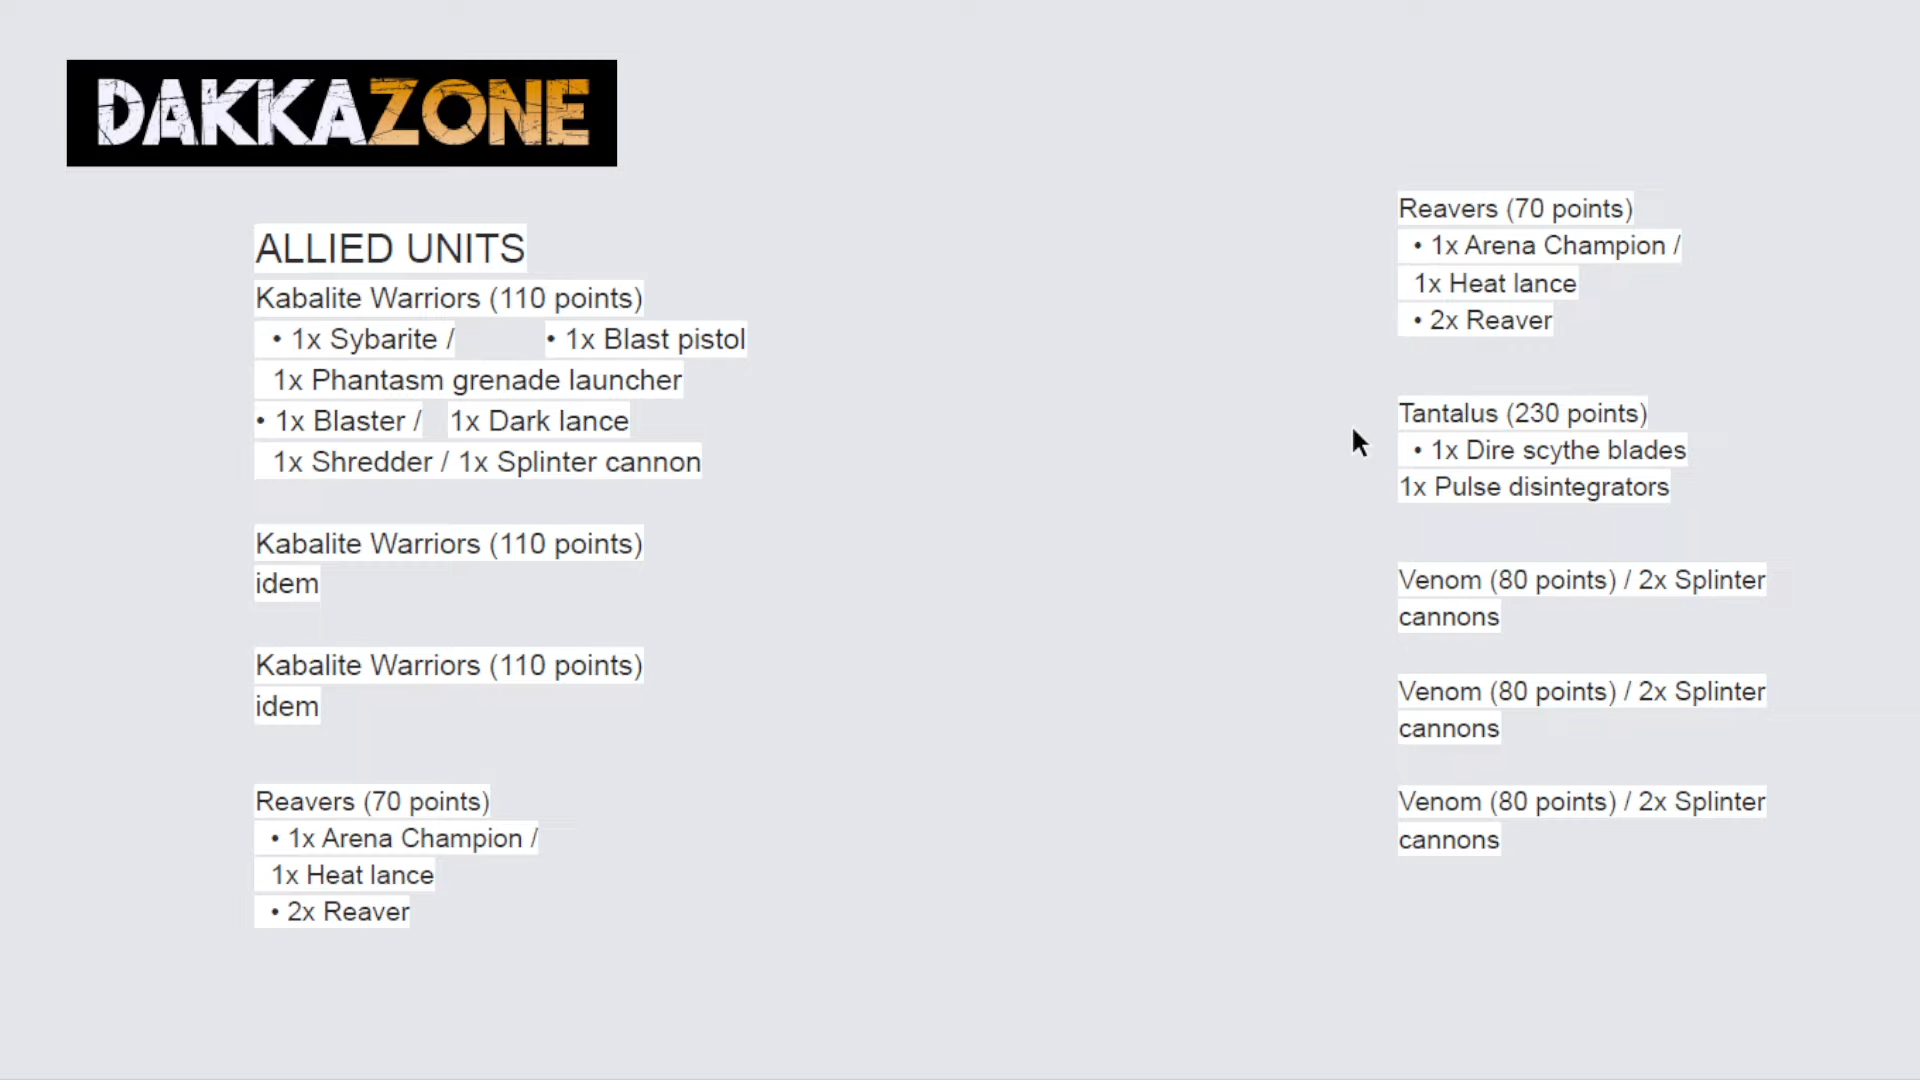 DAKKAZONE
ALLIED UNITS
Kabalite Warriors (110 points)
• 1x Sybarite / • 1x Blast pistol
1x Phantasm grenade launcher
• 1x Blaster / 1x Dark lance
1x Shredder / 1x Splinter cannon
Kabalite Warriors (110 points)
idem
Kabalite Warriors (110 points)
idem
Reavers (70 points)
• 1x Arena Champion /
1x Heat lance
• 2x Reaver
Reavers (70 points)
• 1x Arena Champion /
1x Heat lance
• 2x Reaver
Tantalus (230 points)
• 1x Dire scythe blades
1x Pulse disintegrators
Venom (80 points) / 2x Splinter
cannons
Venom (80 points) / 2x Splinter
cannons
Venom (80 points) / 2x Splinter
cannons